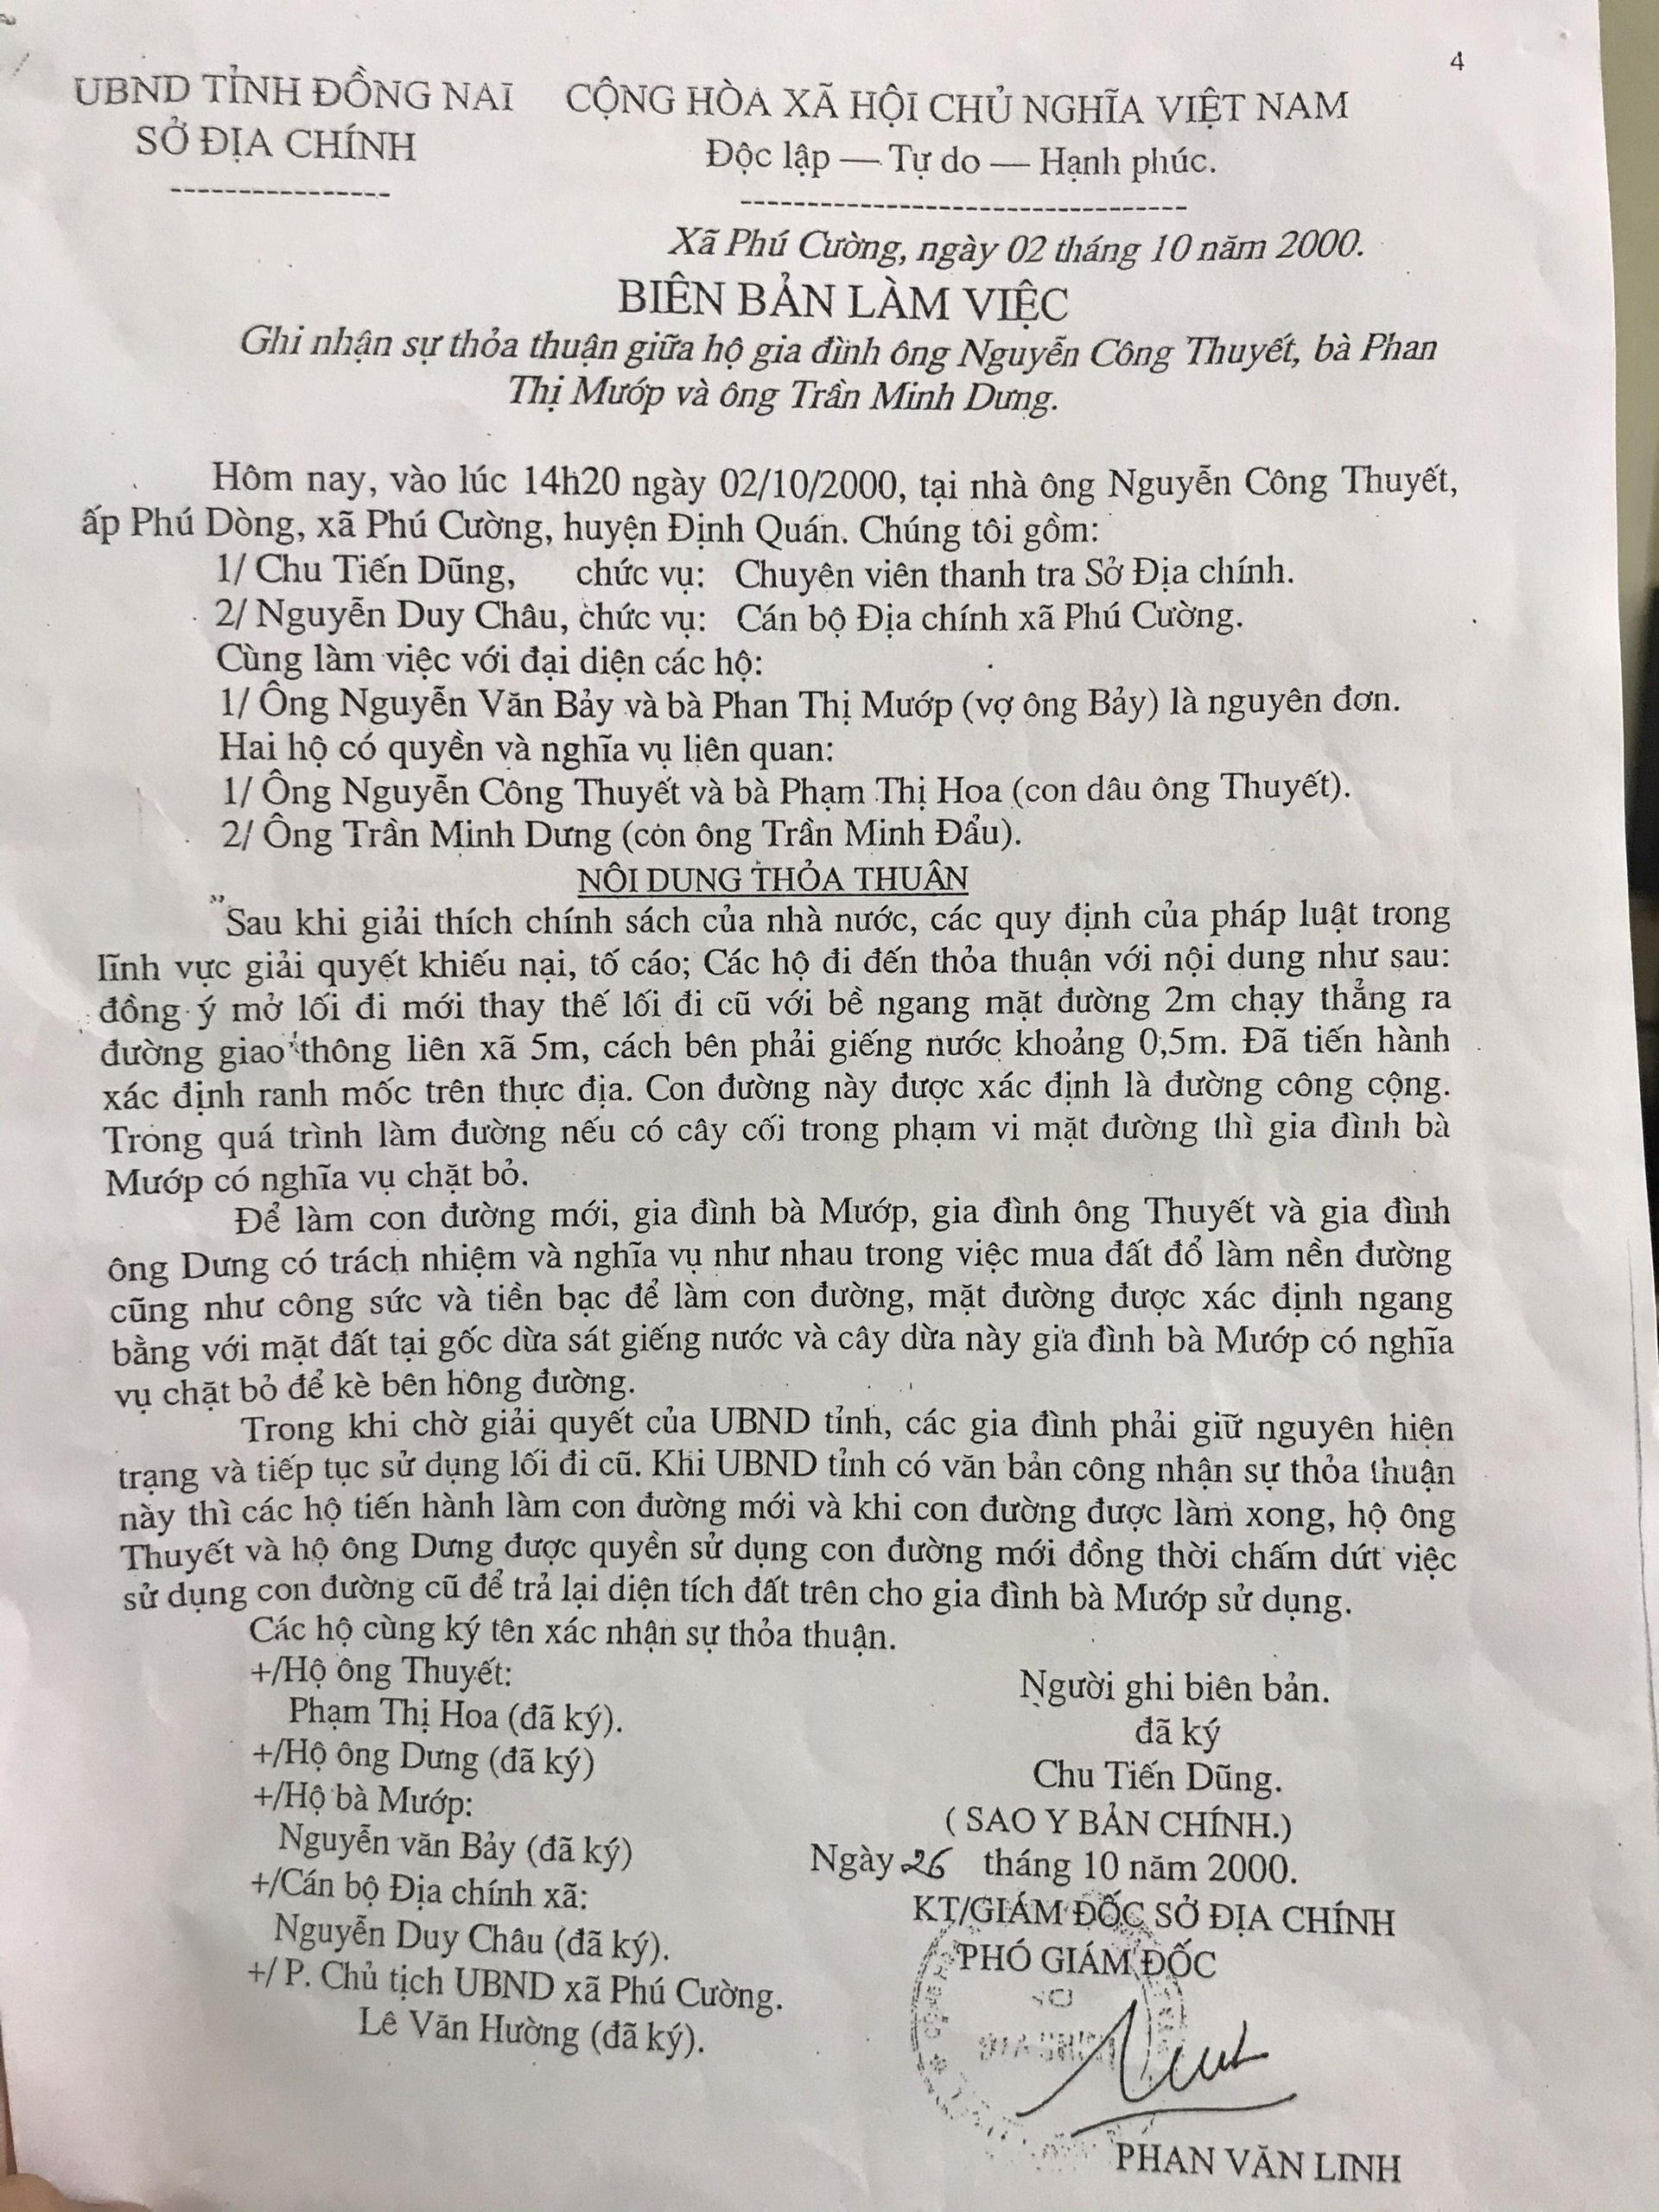 4
UBND TỈNH ĐỒNG NAI CỘNG HÒA XÃ HỘI CHỦ NGHĨA VIỆT NAM
SỞ ĐỊA CHÍNH Độc lập — Tự do — Hạnh phúc.
---------------- ---------------------------------
Xã Phú Cường, ngày 02 tháng 10 năm 2000.
BIÊN BẢN LÀM VIỆC
Ghi nhận sự thỏa thuận giữa hộ gia đình ông Nguyễn Công Thuyết, bà Phan
Thị Mướp và ông Trần Minh Dưng.
Hôm nay, vào lúc 14h20 ngày 02/10/2000, tại nhà ông Nguyễn Công Thuyết,
ấp Phú Dòng, xã Phú Cường, huyện Định Quán. Chúng tôi gồm:
1/ Chu Tiến Dũng, chức vụ: Chuyên viên thanh tra Sở Địa chính.
2/ Nguyễn Duy Châu, chức vụ: Cán bộ Địa chính xã Phú Cường.
Cùng làm việc với đại diện các hộ:
1/ Ông Nguyễn Văn Bảy và bà Phan Thị Mướp (vợ ông Bảy) là nguyên đơn.
Hai hộ có quyền và nghĩa vụ liên quan:
1/ Ông Nguyễn Công Thuyết và bà Phạm Thị Hoa (con dâu ông Thuyết).
2/ Ông Trần Minh Dưng (con ông Trần Minh Đẩu).
NỘI DUNG THỎA THUẬN
Sau khi giải thích chính sách của nhà nước, các quy định của pháp luật trong
lĩnh vực giải quyết khiếu nại, tố cáo; Các hộ đi đến thỏa thuận với nội dung như sau:
đồng ý mở lối đi mới thay thế lối đi cũ với bề ngang mặt đường 2m chạy thẳng ra
đường giao thông liên xã 5m, cách bên phải giếng nước khoảng 0,5m. Đã tiến hành
xác định ranh mốc trên thực địa. Con đường này được xác định là đường công cộng.
Trong quá trình làm đường nếu có cây cối trong phạm vi mặt đường thì gia đình bà
Mướp có nghĩa vụ chặt bỏ.
Để làm con đường mới, gia đình bà Mướp, gia đình ông Thuyết và gia đình
ông Dưng có trách nhiệm và nghĩa vụ như nhau trong việc mua đất đổ làm nền đường
cũng như công sức và tiền bạc để làm con đường, mặt đường được xác định ngang
bằng với mặt đất tại gốc dừa sát giếng nước và cây dừa này gia đình bà Mướp có nghĩa
vụ chặt bỏ để kè bên hông đường.
Trong khi chờ giải quyết của UBND tỉnh, các gia đình phải giữ nguyên hiện
trạng và tiếp tục sử dụng lối đi cũ. Khi UBND tỉnh có văn bản công nhận sự thỏa thuận
này thì các hộ tiến hành làm con đường mới và khi con đường được làm xong, hộ ông
Thuyết và hộ ông Dưng được quyền sử dụng con đường mới đồng thời chấm dứt việc
sử dụng con đường cũ để trả lại diện tích đất trên cho gia đình bà Mướp sử dụng.
Các hộ cùng ký tên xác nhận sự thỏa thuận.
+/Hộ ông Thuyết:
Phạm Thị Hoa (đã ký).
+/Hộ ông Dưng (đã ký)
+/Hộ bà Mướp:
Nguyễn văn Bảy (đã ký)
+/Cán bộ Địa chính xã:
Nguyễn Duy Châu (đã ký).
+/ P. Chủ tịch UBND xã Phú Cường.
Lê Văn Hường (đã ký).
Người ghi biên bản.
đã ký
Chu Tiến Dũng.
( SAO Y BẢN CHÍNH.)
Ngày 26 tháng 10 năm 2000.
KT/GIÁM ĐỐC SỞ ĐỊA CHÍNH
PHÓ GIÁM ĐỐC
SỞ
ĐỊA CHÍNH
PHAN VĂN LINH